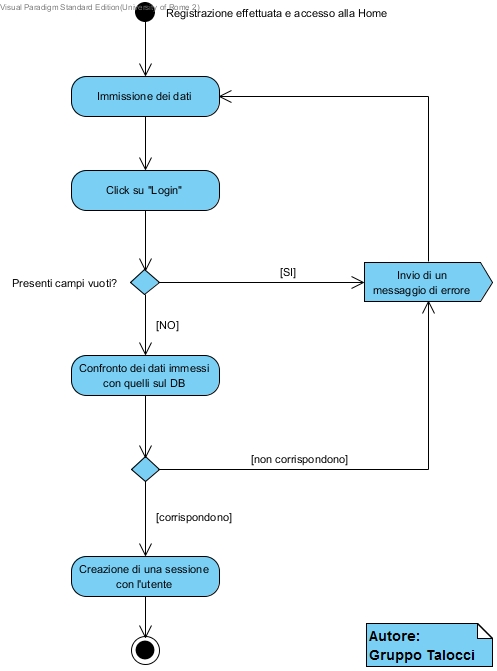 Visual Paradigm Standard Edition(University of Rome 2)
Registrazione effettuata e accesso alla Home
Immissione dei dati
Click su "Login"
Presenti campi vuoti?
[SI]
Invio di un
messaggio di errore
[NO]
Confronto dei dati immessi
con quelli sul DB
[non corrispondono]
[corrispondono]
Creazione di una sessione
con l'utente
Autore:
Gruppo Talocci